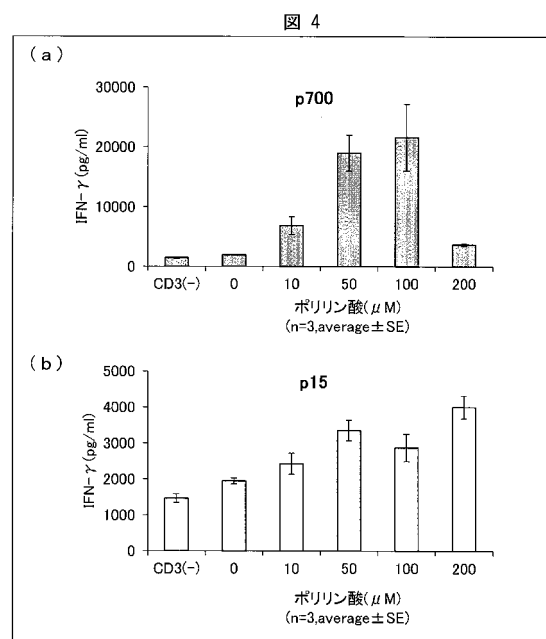 図 4
(a)
p700
IFN-γ(pg/ml)
30000
20000
10000
0
CD3(-) 0 10 50 100 200
ポリリン酸(μM)
(n=3,average±SE)
(b)
p15
IFN-γ(pg/ml)
5000
4000
3000
2000
1000
0
CD3(-) 0 10 50 100 200
ポリリン酸(μM)
(n=3,average±SE)